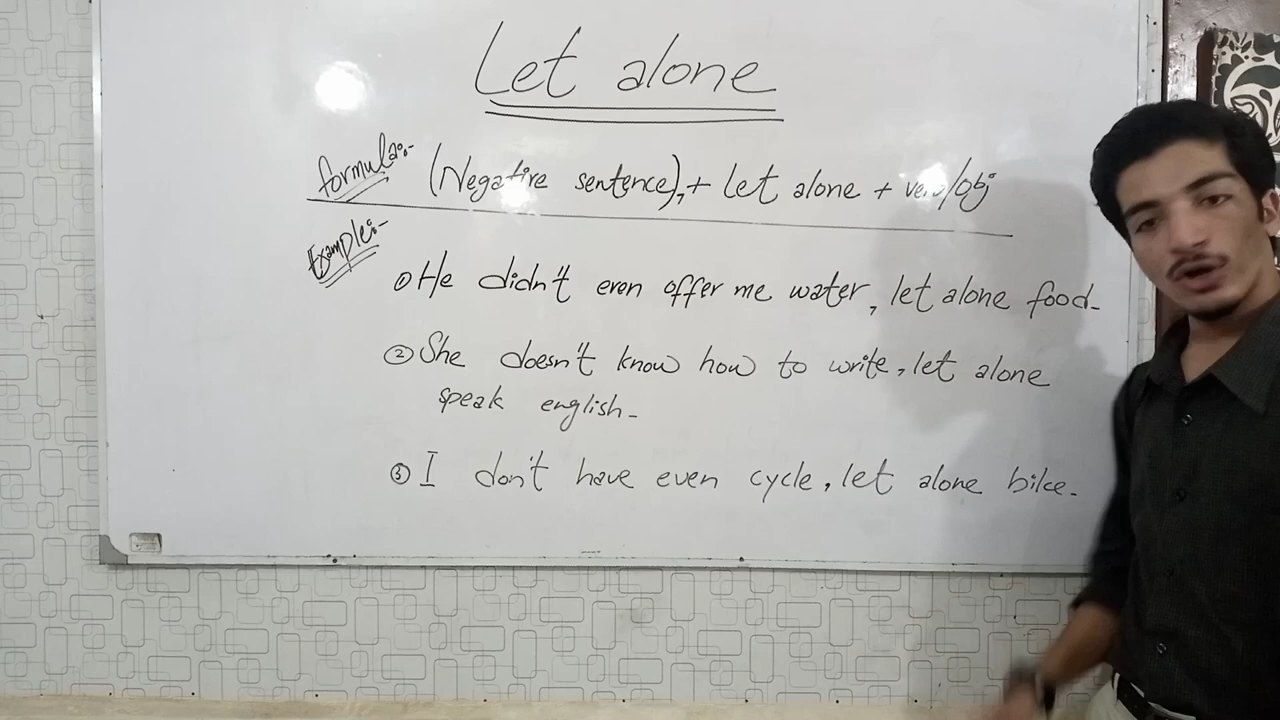 Let alone
formula:- (Negative sentence), + let alone + verb/obj
Example:-
① He didn't even offer me water, let alone food-
② She doesn't know how to write, let alone
speak english-
③ I don't have even cycle, let alone bike-